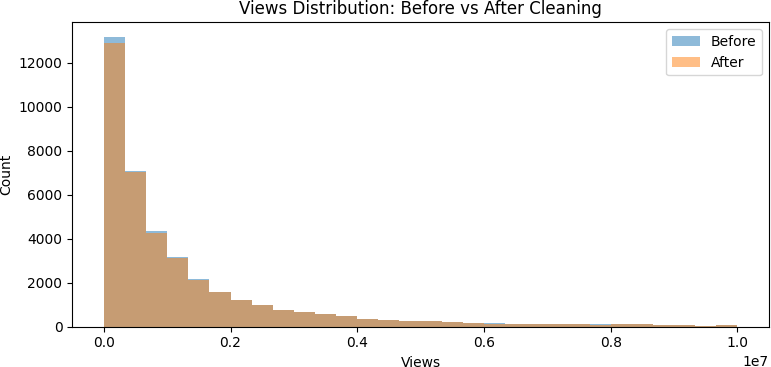 Views Distribution: Before vs After Cleaning
Before
After
12000
10000
8000
6000
4000
2000
0
Count
0.0 0.2 0.4 0.6 0.8 1.0
1e7
Views